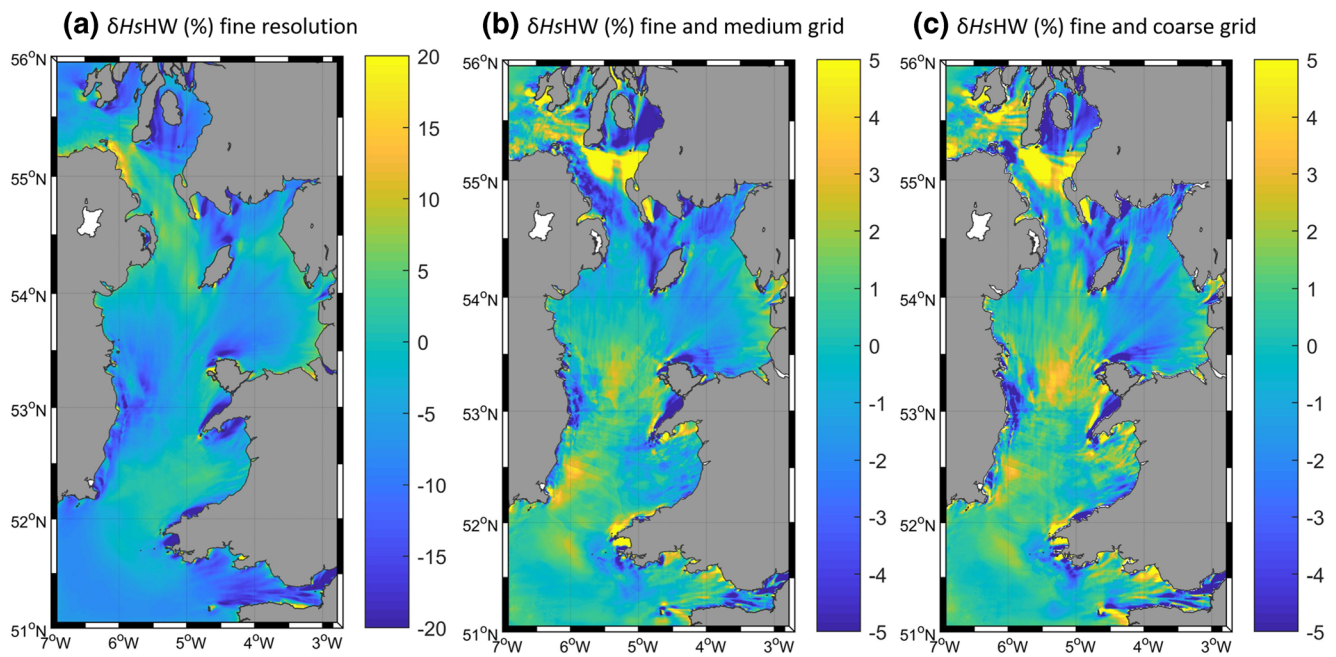 (a) δHsHW (%) fine resolution
56°N
55°N
54°N
53°N
52°N
51°N
7°W
6°W
5°W
4°W
3°W
20
15
10
5
0
-5
-10
-15
-20
(b) δHsHW (%) fine and medium grid
56°N
55°N
54°N
53°N
52°N
51°N
7°W
6°W
5°W
4°W
3°W
5
4
3
2
1
0
-1
-2
-3
-4
-5
(c) δHsHW (%) fine and coarse grid
56°N
55°N
54°N
53°N
52°N
51°N
7°W
6°W
5°W
4°W
3°W
5
4
3
2
1
0
-1
-2
-3
-4
-5